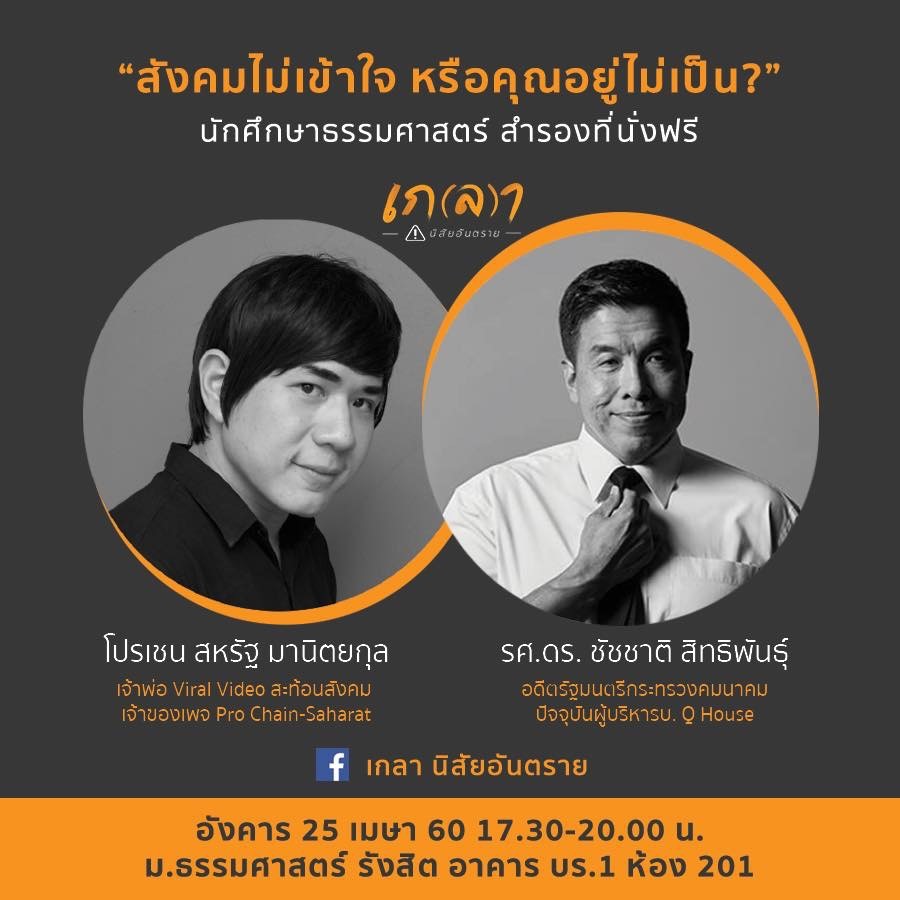 “สังคมไม่เข้าใจ หรือคุณอยู่ไม่เป็น?”
นักศึกษาธรรมศาสตร์ สำรองที่นั่งฟรี
เก(ล)า
นิสัยอันตราย
โปรเชน สหรัฐ มานิตยกุล
เจ้าพ่อ Viral Video สะท้อนสังคม
เจ้าของเพจ Pro Chain-Saharat
รศ.ดร. ชัชชาติ สิทธิพันธุ์
อดีตรัฐมนตรีกระทรวงคมนาคม
ปัจจุบันผู้บริหารบ. Q House
f เกลา นิสัยอันตราย
อังคาร 25 เมษา 60 17.30-20.00 น.
ม.ธรรมศาสตร์ รังสิต อาคาร บร.1 ห้อง 201